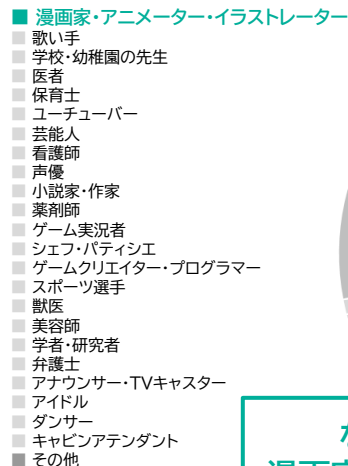 漫画家・アニメーター・イラストレーター
歌い手
学校・幼稚園の先生
医者
保育士
ユーチューバー
芸能人
看護師
声優
小説家・作家
薬剤師
ゲーム実況者
シェフ・パティシエ
ゲームクリエイター・プログラマー
スポーツ選手
獣医
美容師
学者・研究者
弁護士
アナウンサー・TVキャスター
アイドル
ダンサー
キャビンアテンダント
その他